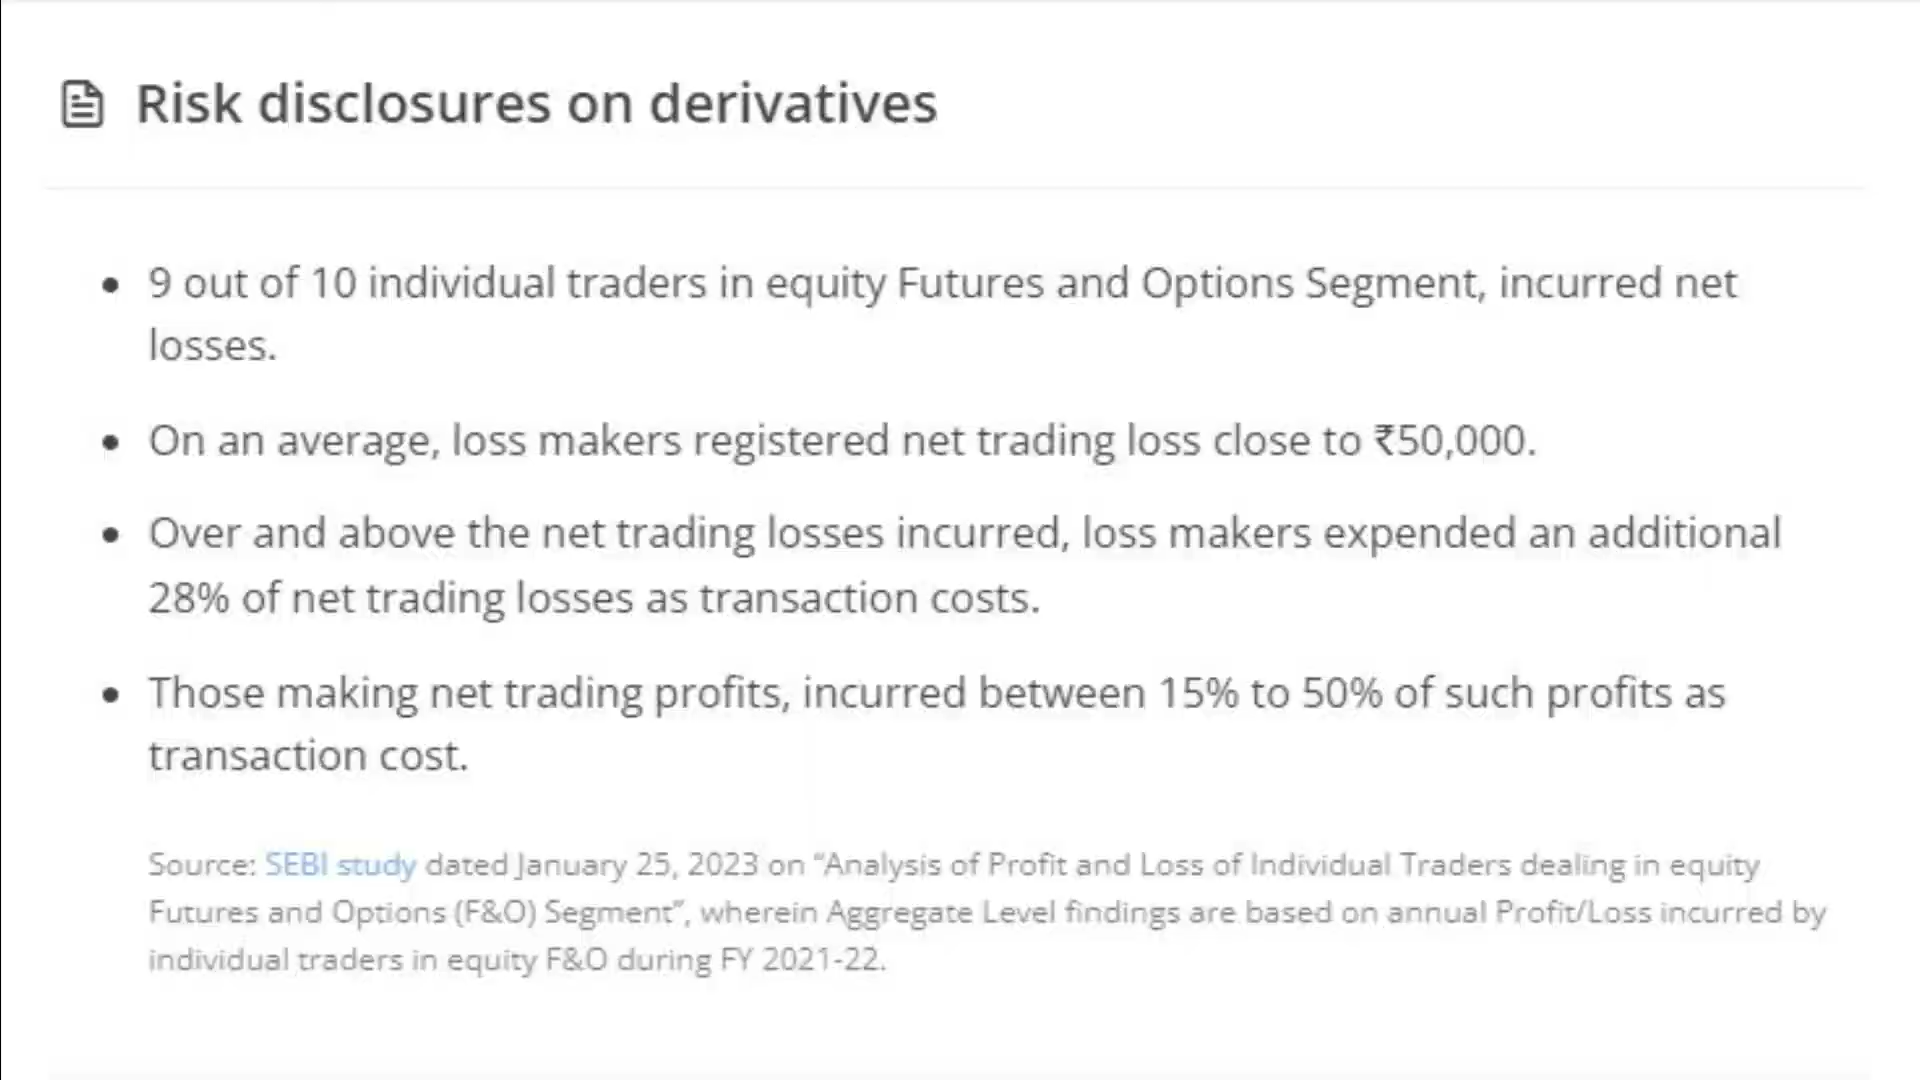 Risk disclosures on derivatives
• 9 out of 10 individual traders in equity Futures and Options Segment, incurred net
losses.
• On an average, loss makers registered net trading loss close to ₹50,000.
• Over and above the net trading losses incurred, loss makers expended an additional
28% of net trading losses as transaction costs.
• Those making net trading profits, incurred between 15% to 50% of such profits as
transaction cost.
Source: SEBI study dated January 25, 2023 on “Analysis of Profit and Loss of Individual Traders dealing in equity
Futures and Options (F&O) Segment”, wherein Aggregate Level findings are based on annual Profit/Loss incurred by
individual traders in equity F&O during FY 2021-22.